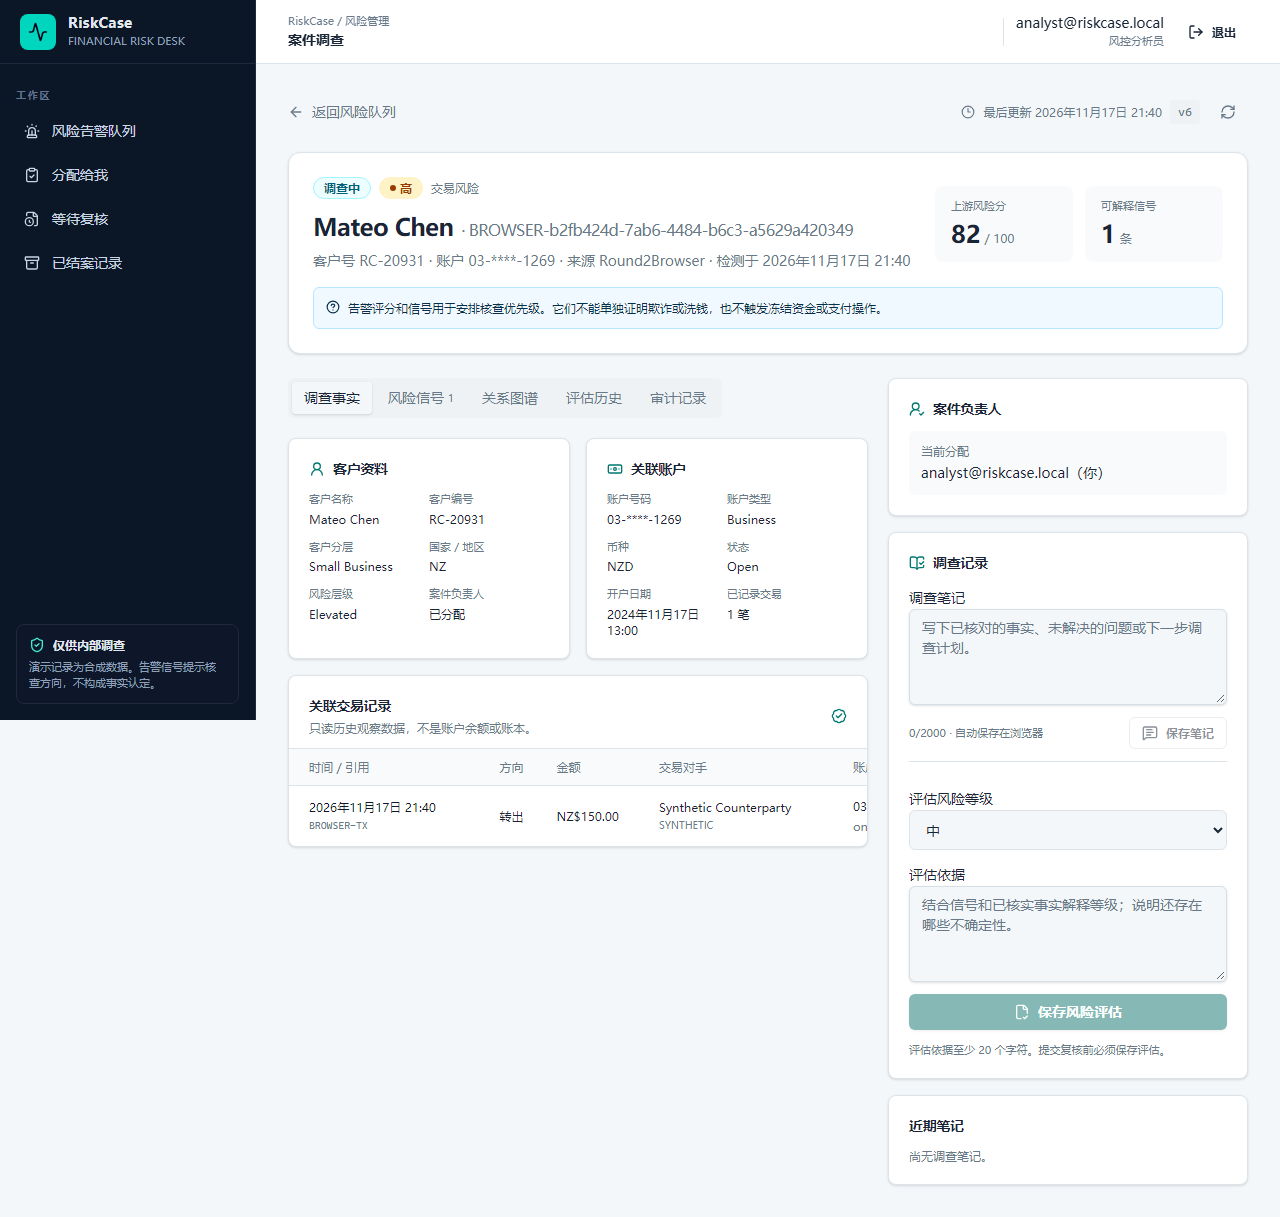 RiskCase
FINANCIAL RISK DESK
工作区
风险告警队列
分配给我
等待复核
已结案记录
仅供内部调查
演示记录为合成数据。告警信号提示核
查方向，不构成事实认定。
RiskCase / 风险管理
案件调查
analyst@riskcase.local
风控分析员
退出
返回风险队列
最后更新 2026年11月17日 21:40
v6
调查中
高
交易风险
Mateo Chen · BROWSER-b2fb424d-7ab6-4484-b6c3-a5629a420349
客户号 RC-20931 · 账户 03-****-1269 · 来源 Round2Browser · 检测于 2026年11月17日 21:40
上游风险分
82 / 100
可解释信号
1 条
告警评分和信号用于安排核查优先级。它们不能单独证明欺诈或洗钱，也不触发冻结资金或支付操作。
调查事实
风险信号 1
关系图谱
评估历史
审计记录
客户资料
客户名称
客户编号
Mateo Chen
RC-20931
客户分层
国家 / 地区
Small Business
NZ
风险层级
案件负责人
Elevated
已分配
关联账户
账户号码
账户类型
03-****-1269
Business
币种
状态
NZD
Open
开户日期
已记录交易
2024年11月17日
13:00
1 笔
关联交易记录
只读历史观察数据，不是账户余额或账本。
时间 / 引用
方向
金额
交易对手
2026年11月17日 21:40
BROWSER-TX
转出
NZ$150.00
Synthetic Counterparty
SYNTHETIC
03
on
案件负责人
当前分配
analyst@riskcase.local（你）
调查记录
调查笔记
写下已核对的事实、未解决的问题或下一步调
查计划。
0/2000 · 自动保存在浏览器
保存笔记
评估风险等级
中
评估依据
结合信号和已核实事实解释等级；说明还存在
哪些不确定性。
保存风险评估
评估依据至少 20 个字符。提交复核前必须保存评估。
近期笔记
尚无调查笔记。